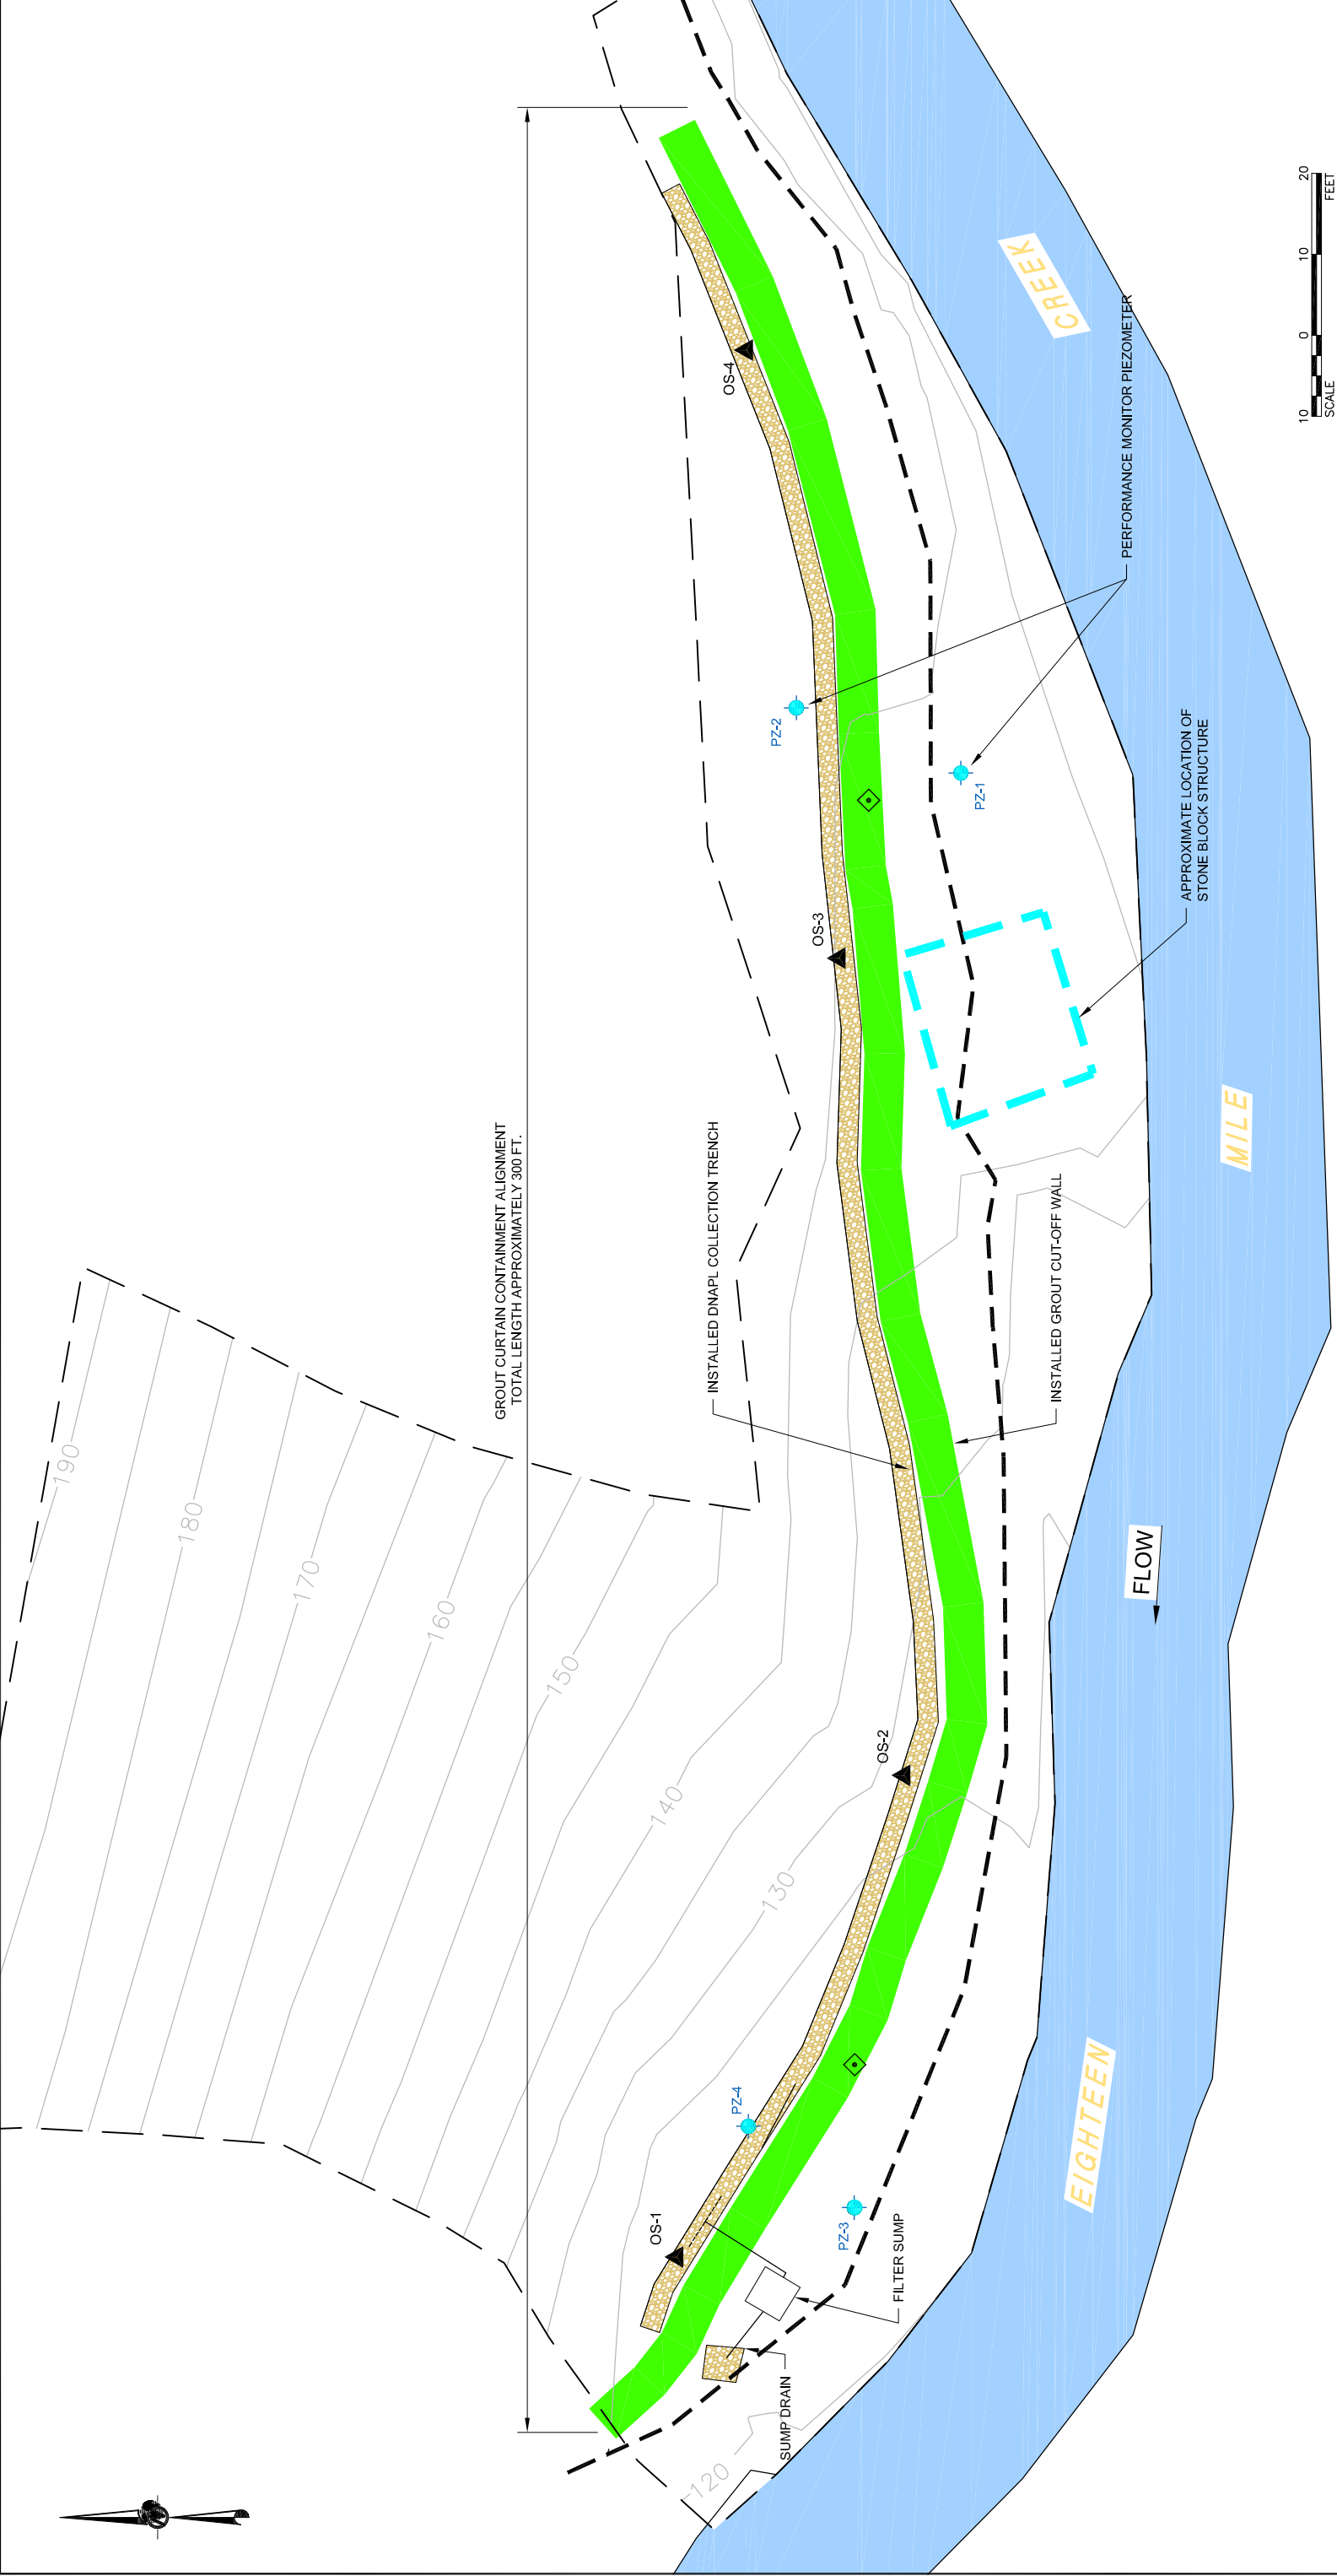 190
180
170
160
150
140
130
120
GROUT CURTAIN CONTAINMENT ALIGNMENT
TOTAL LENGTH APPROXIMATELY 300 FT.
INSTALLED DNAPL COLLECTION TRENCH
INSTALLED GROUT CUT-OFF WALL
OS-1
OS-2
OS-3
OS-4
PZ-4
PZ-3
PZ-2
PZ-1
FILTER SUMP
SUMP DRAIN
PERFORMANCE MONITOR PIEZOMETER
APPROXIMATE LOCATION OF
STONE BLOCK STRUCTURE
FLOW
EIGHTEEN
MILE
CREEK
10 0 10 20
SCALE FEET